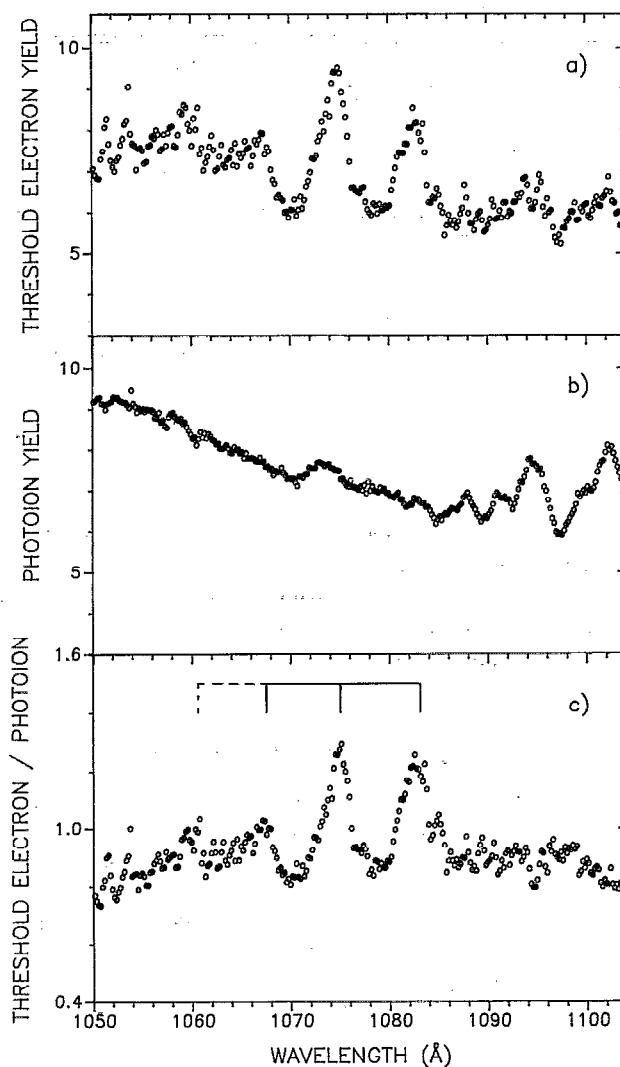 THRESHOLD ELECTRON YIELD
10
5
a)
PHOTOION YIELD
10
5
b)
THRESHOLD ELECTRON / PHOTOION
1.6
1.0
0.4
c)
1050 1060 1070 1080 1090 1100
WAVELENGTH (Å)